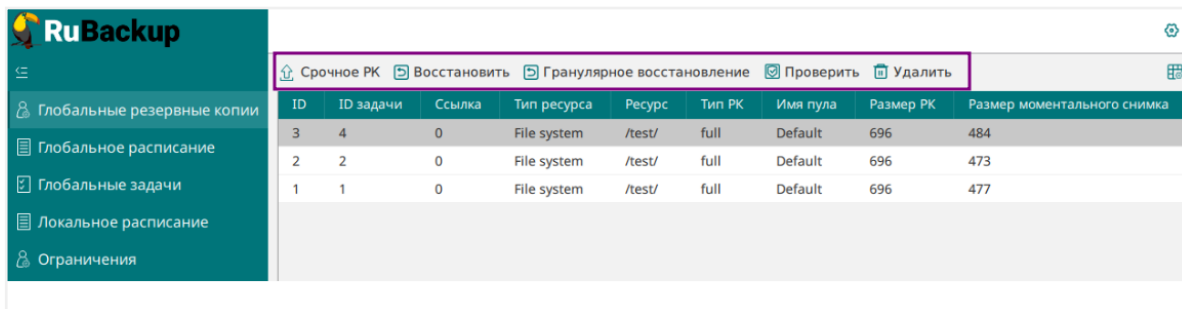 RuBackup
Срочное РК Восстановить Гранулярное восстановление Проверить Удалить
Глобальные резервные копии
Глобальное расписание
Глобальные задачи
Локальное расписание
Ограничения
ID ID задачи Ссылка Тип ресурса Ресурс Тип РК Имя пула Размер РК Размер моментального снимка
3 4 0 File system /test/ full Default 696 484
2 2 0 File system /test/ full Default 696 473
1 1 0 File system /test/ full Default 696 477